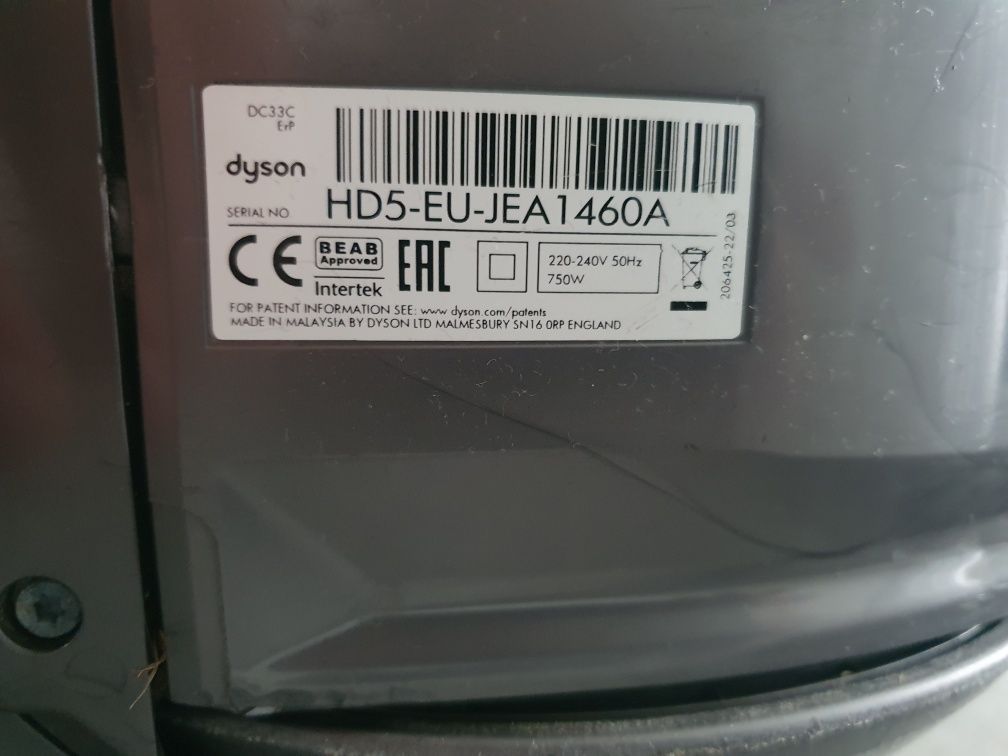 DC33C
ErP
dyson
SERIAL NO HD5-EU-JEA1460A
CE BEAB Approved Intertek EAC
220-240V 50Hz
750W
206425-22/03
FOR PATENT INFORMATION SEE: www.dyson.com/patents
MADE IN MALAYSIA BY DYSON LTD MALMESBURY SN16 0RP ENGLAND